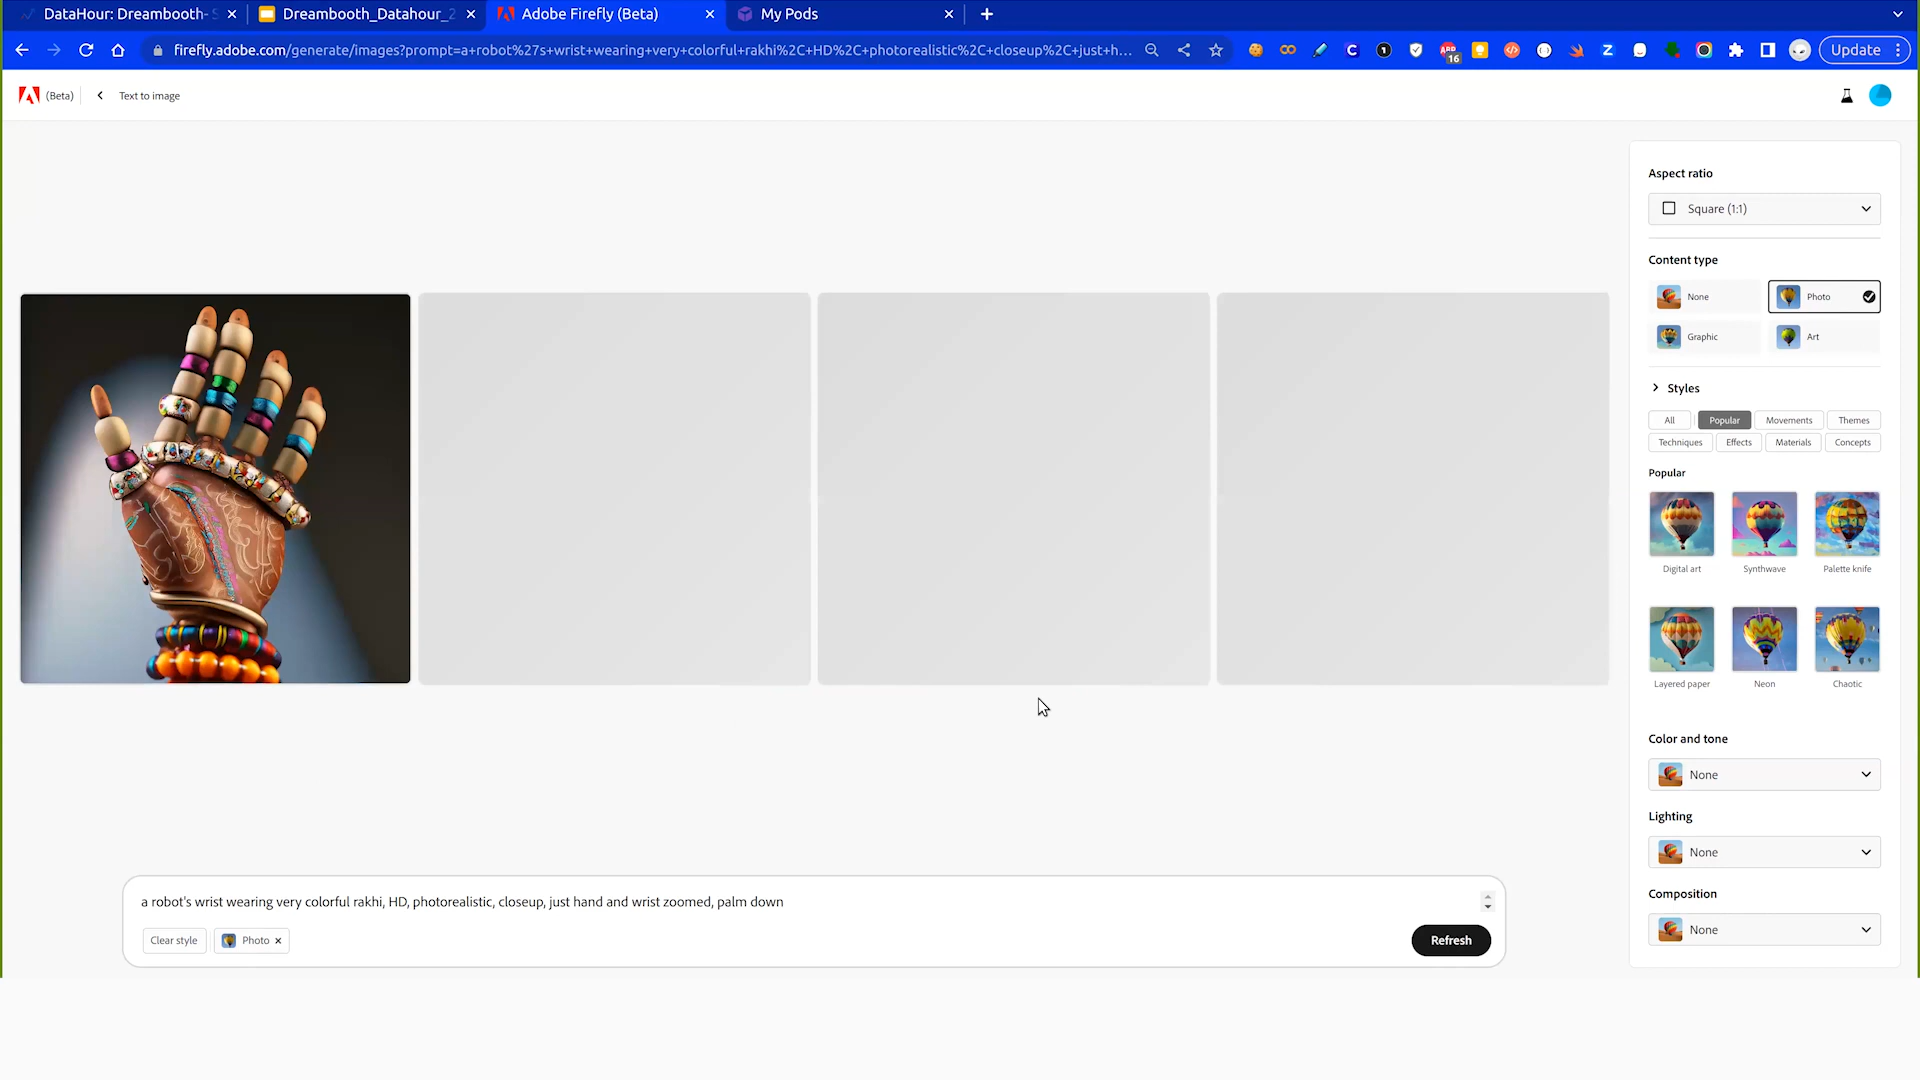 DataHour: Dreambooth- S
Dreambooth_Datahour_2
Adobe Firefly (Beta)
My Pods
firefly.adobe.com/generate/images?prompt=a+robot%27s+wrist+wearing+very+colorful+rakhi%2C+HD%2C+photorealistic%2C+closeup%2C+just+h...
ABP
16
Update
(Beta)
Text to image
Aspect ratio
Square (1:1)
Content type
None
Photo
Graphic
Art
Styles
All
Popular
Movements
Themes
Techniques
Effects
Materials
Concepts
Popular
Digital art
Synthwave
Palette knife
Layered paper
Neon
Chaotic
Color and tone
None
Lighting
None
Composition
None
a robot's wrist wearing very colorful rakhi, HD, photorealistic, closeup, just hand and wrist zoomed, palm down
Clear style
Photo
Refresh